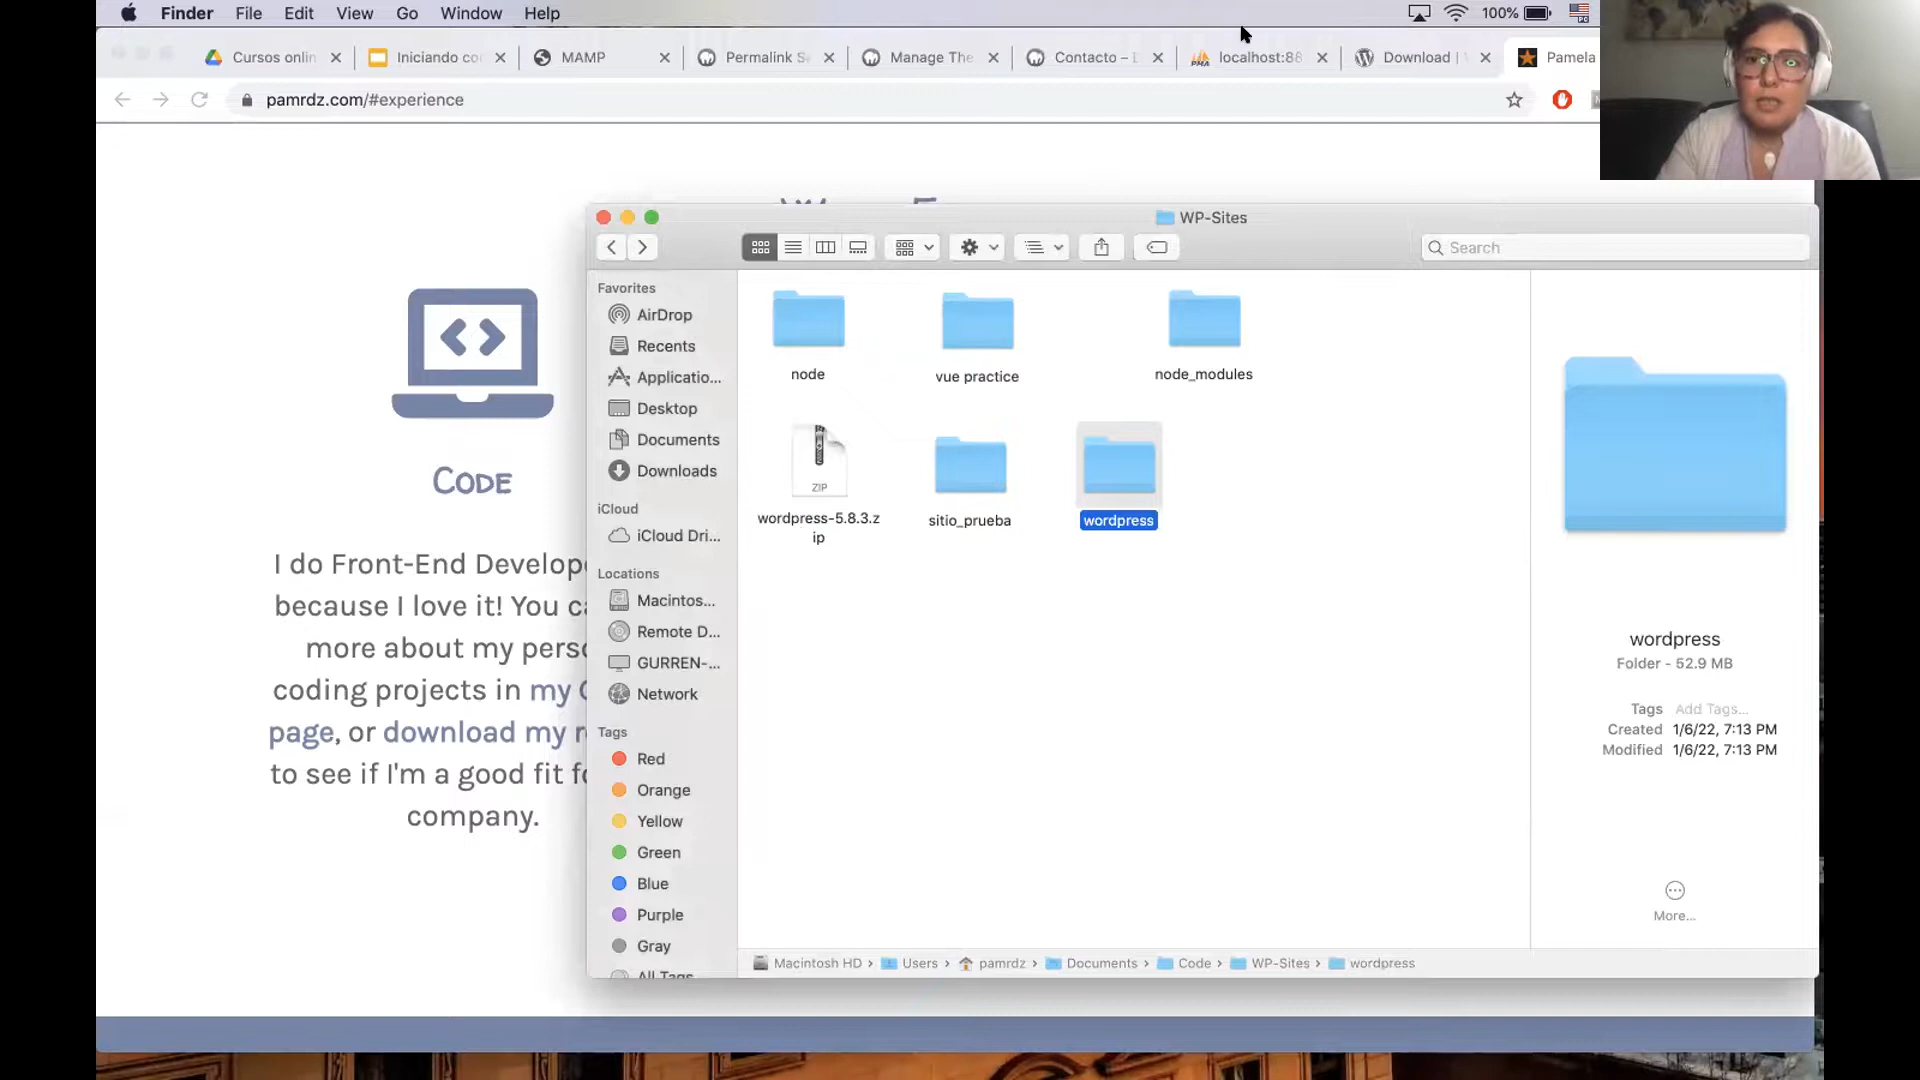 Finder File Edit View Go Window Help 100%
Cursos onlin Iniciando co MAMP Permalink S Manage The Contacto – localhost:88 Download | Pamela
PMA
pamrdz.com/#experience
WP-Sites
Search
Favorites
AirDrop
Recents
Applicatio...
Desktop
Documents
Downloads
iCloud
iCloud Dri...
Locations
Macintos...
Remote D...
GURREN-...
Network
Tags
Red
Orange
Yellow
Green
Blue
Purple
Gray
All Tags
node vue practice node_modules
ZIP
wordpress-5.8.3.z
ip
sitio_prueba
wordpress
wordpress
Folder - 52.9 MB
Tags Add Tags...
Created 1/6/22, 7:13 PM
Modified 1/6/22, 7:13 PM
More...
Macintosh HD › Users › pamrdz › Documents › Code › WP-Sites › wordpress
Code
I do Front-End Develop
because I love it! You c
more about my pers
coding projects in my
page, or download my
to see if I'm a good fit
company.